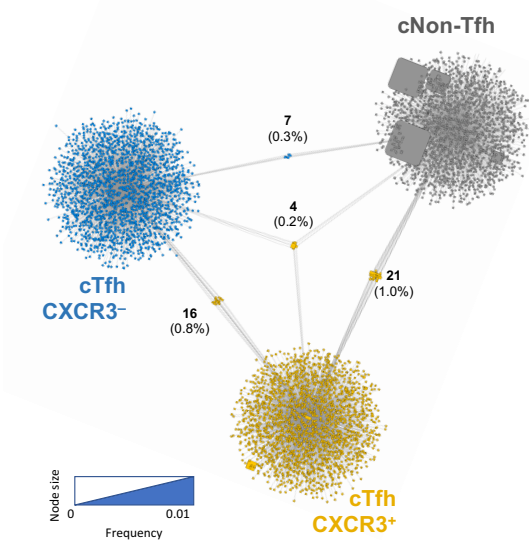 cNon-Tfh
7
(0.3%)
4
(0.2%)
cTfh
CXCR3⁻
21
(1.0%)
16
(0.8%)
cTfh
CXCR3⁺
Node size
0
0.01
Frequency